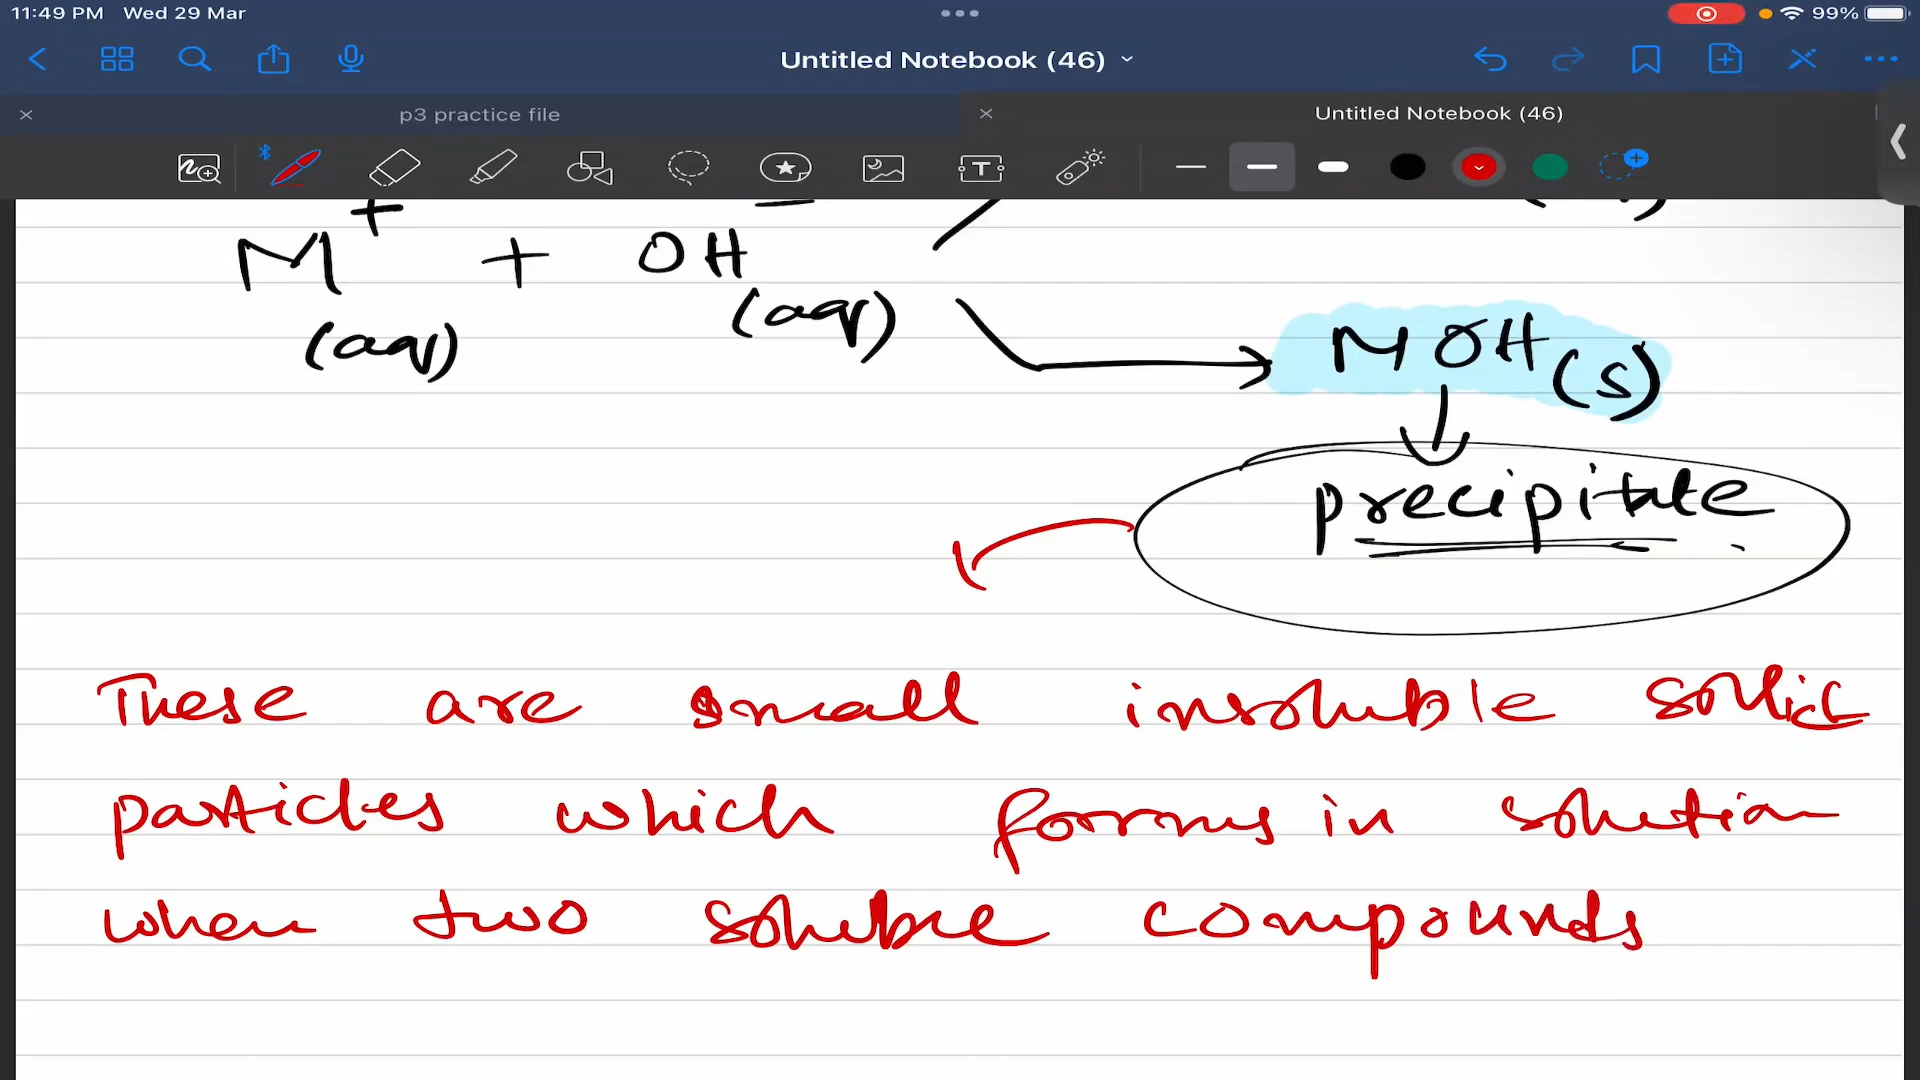 11:49 PM Wed 29 Mar
99%
Untitled Notebook (46)
p3 practice file
Untitled Notebook (46)
M+ + OH-
(aq)
(aq)
MOH(s)
precipitate
These are small insoluble solid
particles which forms in solution
when two soluble compounds